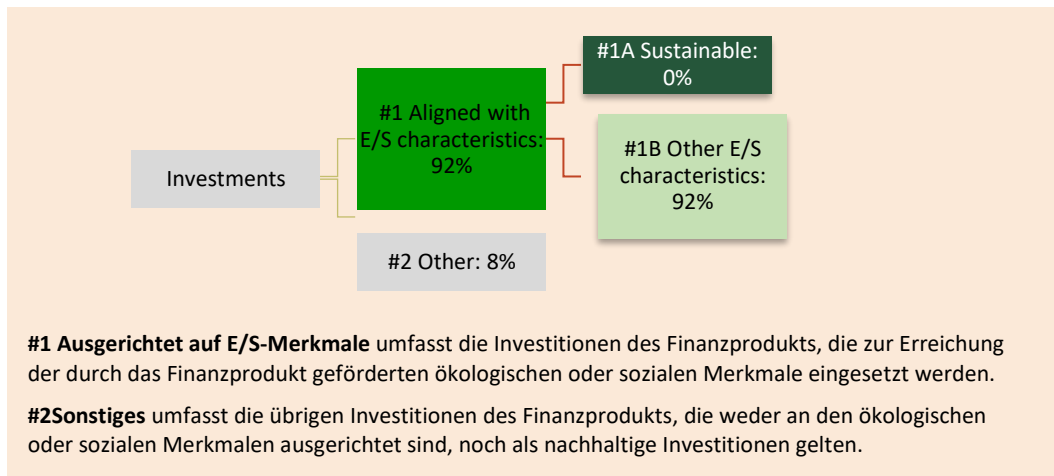 #1A Sustainable:
0%
#1 Aligned with
E/S characteristics:
92%
#1B Other E/S
characteristics:
92%
Investments
#2 Other: 8%
#1 Ausgerichtet auf E/S-Merkmale umfasst die Investitionen des Finanzprodukts, die zur Erreichung
der durch das Finanzprodukt geförderten ökologischen oder sozialen Merkmale eingesetzt werden.
#2Sonstiges umfasst die übrigen Investitionen des Finanzprodukts, die weder an den ökologischen
oder sozialen Merkmalen ausgerichtet sind, noch als nachhaltige Investitionen gelten.